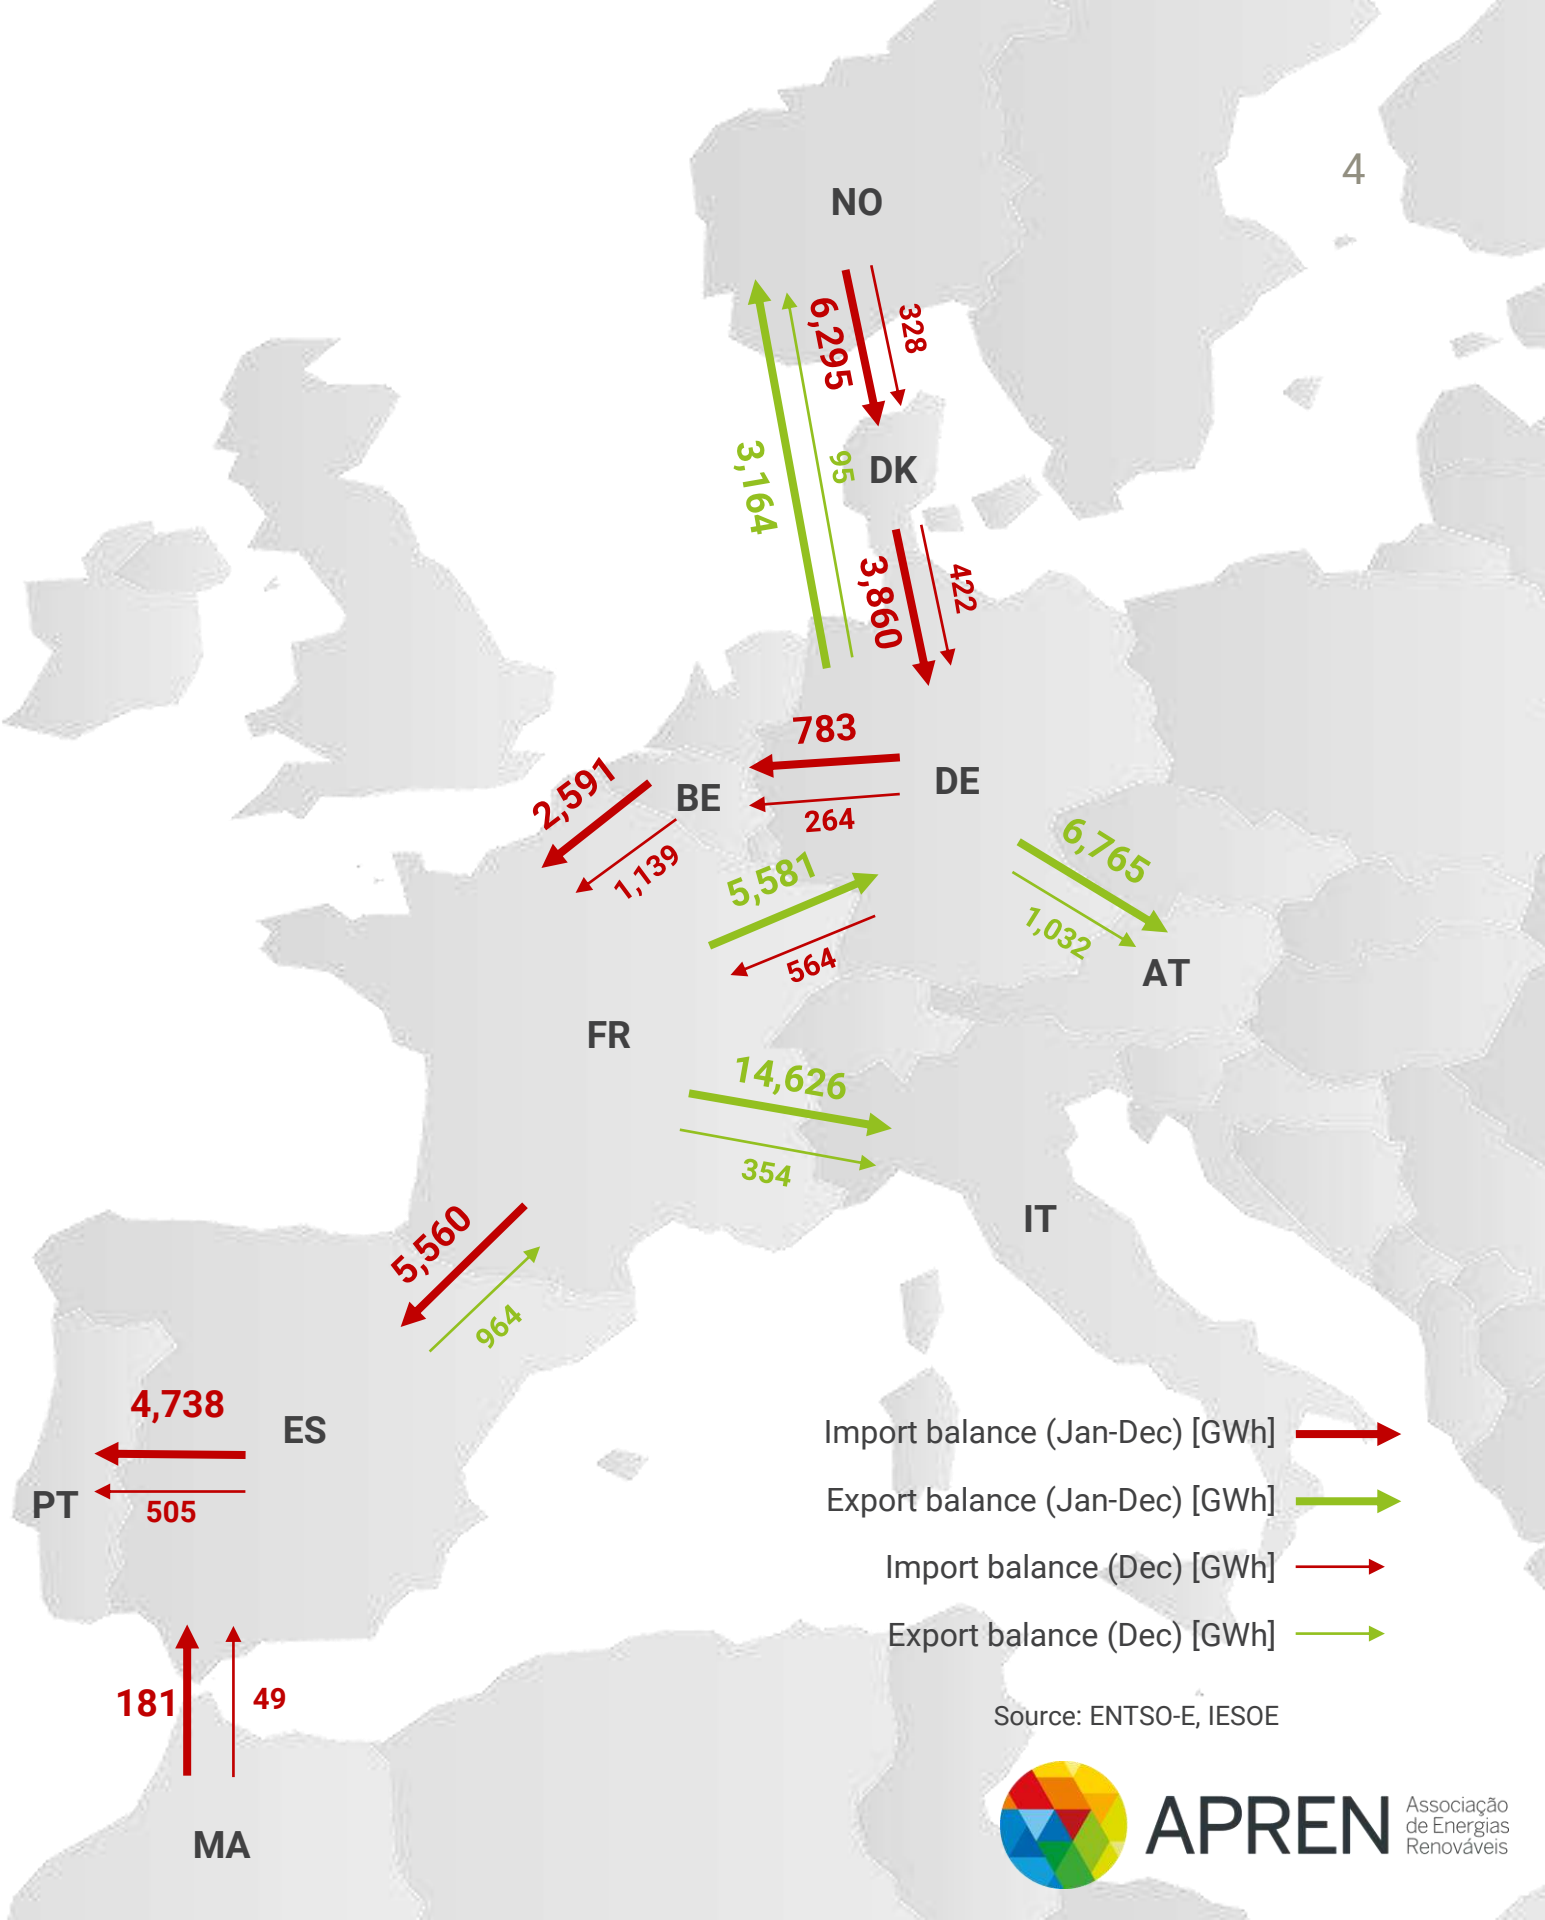 4
NO
6,295
328
3,164
95
DK
3,860
422
783
DE
2,591
BE
264
1,139
6,765
5,581
1,032
564
AT
FR
14,626
354
IT
5,560
964
4,738
ES
PT
505
Import balance (Jan-Dec) [GWh]
Export balance (Jan-Dec) [GWh]
Import balance (Dec) [GWh]
Export balance (Dec) [GWh]
181
49
Source: ENTSO-E, IESOE
MA
APREN
Associação
de Energias
Renováveis